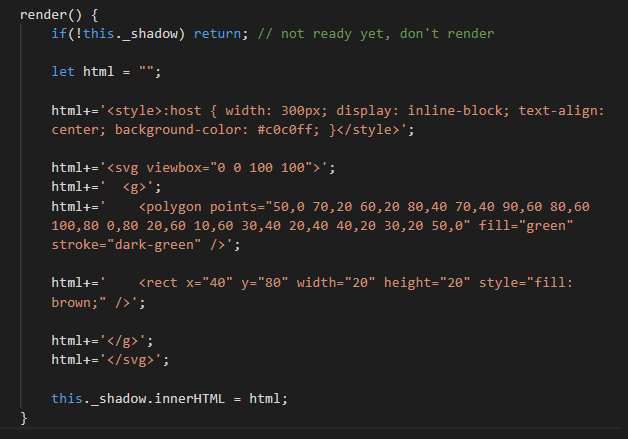 render() {
if(!this._shadow) return; // not ready yet, don't render
let html = "";
html+='<style>:host { width: 300px; display: inline-block; text-align:
center; background-color: #c0c0ff; }</style>';
html+='<svg viewbox="0 0 100 100">';
html+='  <g>';
html+='    <polygon points="50,0 70,20 60,20 80,40 70,40 90,60 80,60
100,80 0,80 20,60 10,60 30,40 20,40 40,20 30,20 50,0" fill="green"
stroke="dark-green" />';
html+='    <rect x="40" y="80" width="20" height="20" style="fill:
brown;" />';
html+='</g>';
html+='</svg>';
this._shadow.innerHTML = html;
}